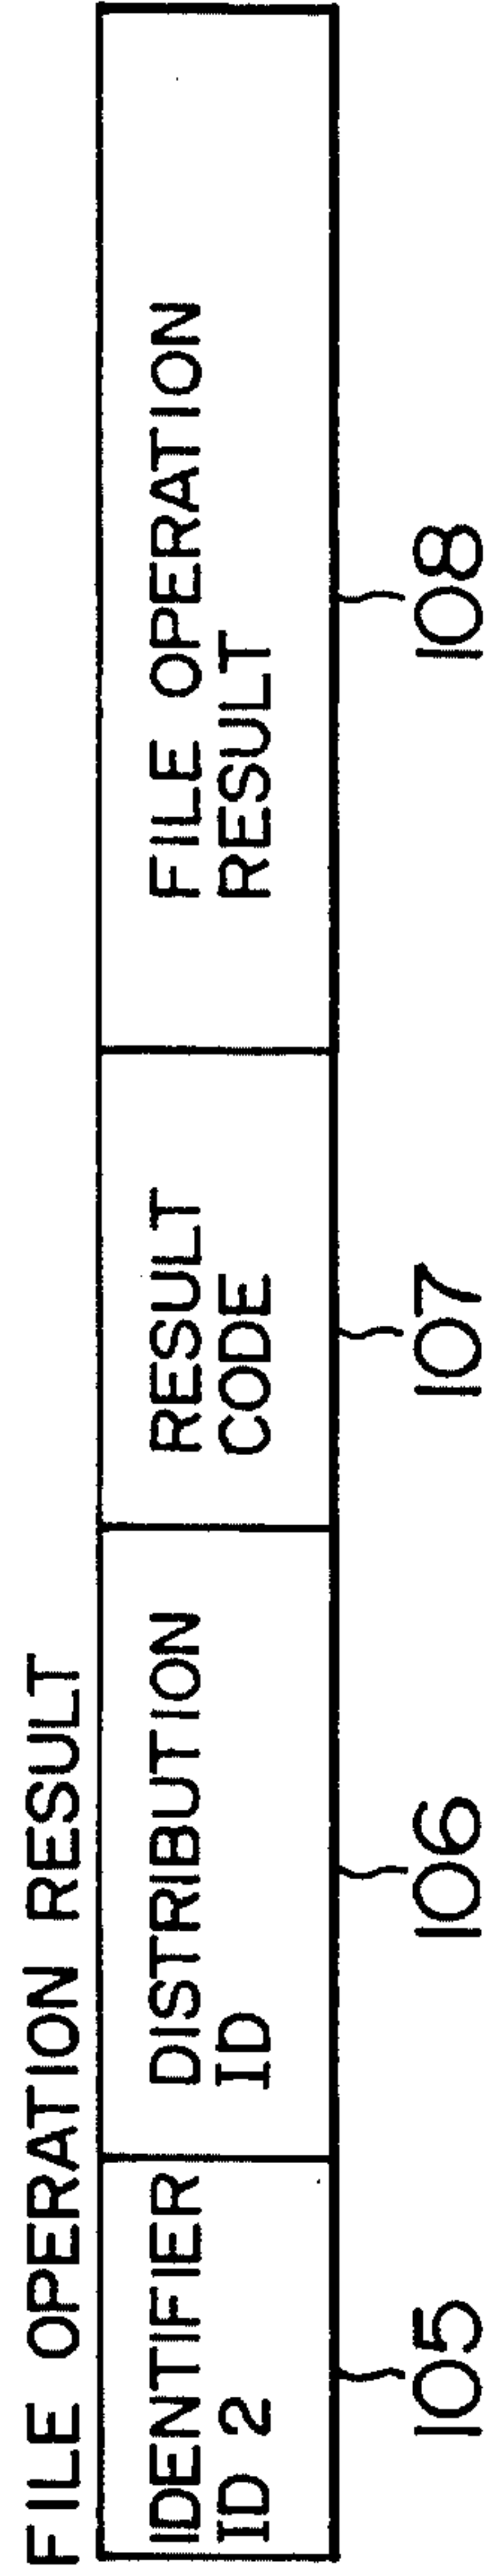 FILE OPERATION RESULT
IDENTIFIER
ID 2
DISTRIBUTION
ID
RESULT
CODE
FILE OPERATION
RESULT
105
106
107
108